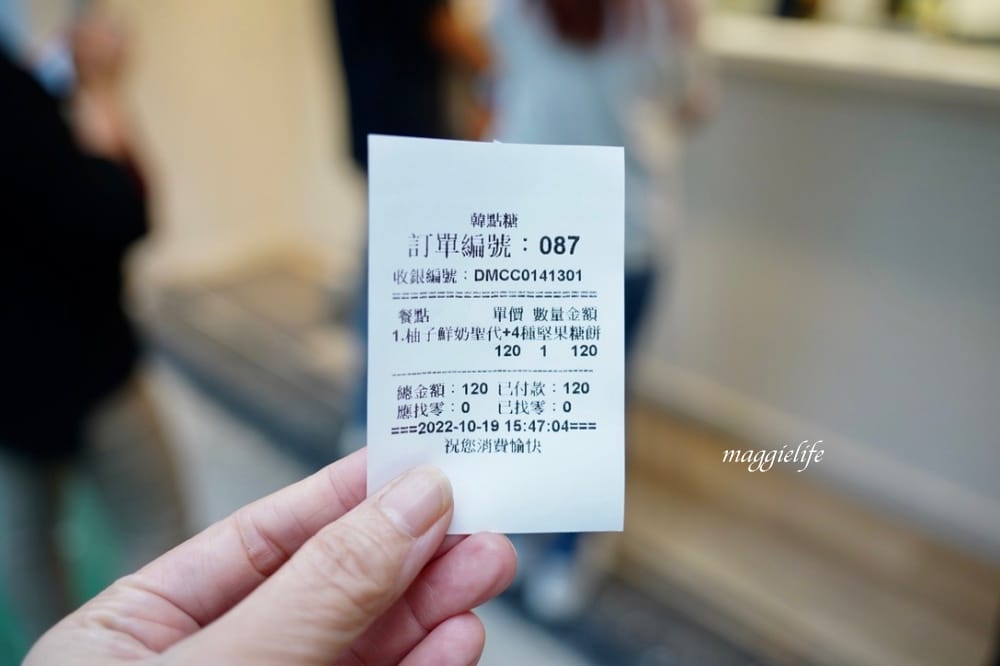 韓點糖
訂單編號：087
收銀編號：DMCC0141301
================================
餐點 單價 數量 金額
1.柚子鮮奶聖代+4種堅果糖餅
120 1 120
--------------------------------
總金額：120 已付款：120
應找零：0 已找零：0
===2022-10-19 15:47:04===
祝您消費愉快
maggielife